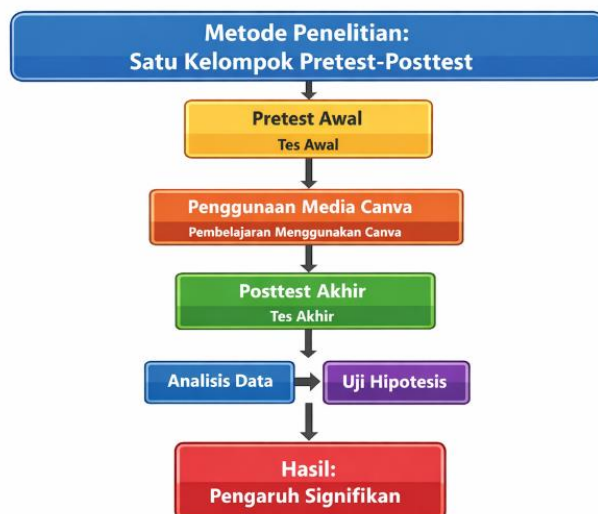 Metode Penelitian:
Satu Kelompok Pretest-Posttest
Pretest Awal
Tes Awal
Penggunaan Media Canva
Pembelajaran Menggunakan Canva
Posttest Akhir
Tes Akhir
Analisis Data
Uji Hipotesis
Hasil:
Pengaruh Signifikan